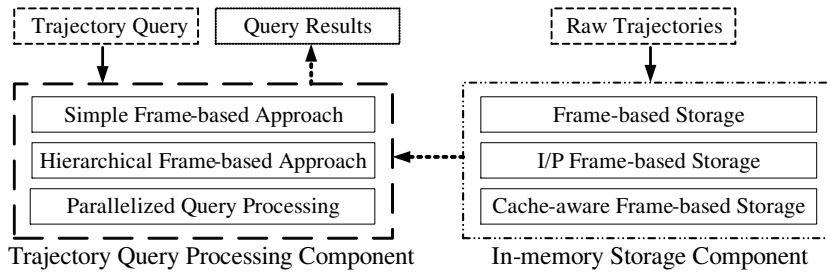 Trajectory Query
Query Results
Raw Trajectories
Simple Frame-based Approach
Hierarchical Frame-based Approach
Parallelized Query Processing
Trajectory Query Processing Component
Frame-based Storage
I/P Frame-based Storage
Cache-aware Frame-based Storage
In-memory Storage Component